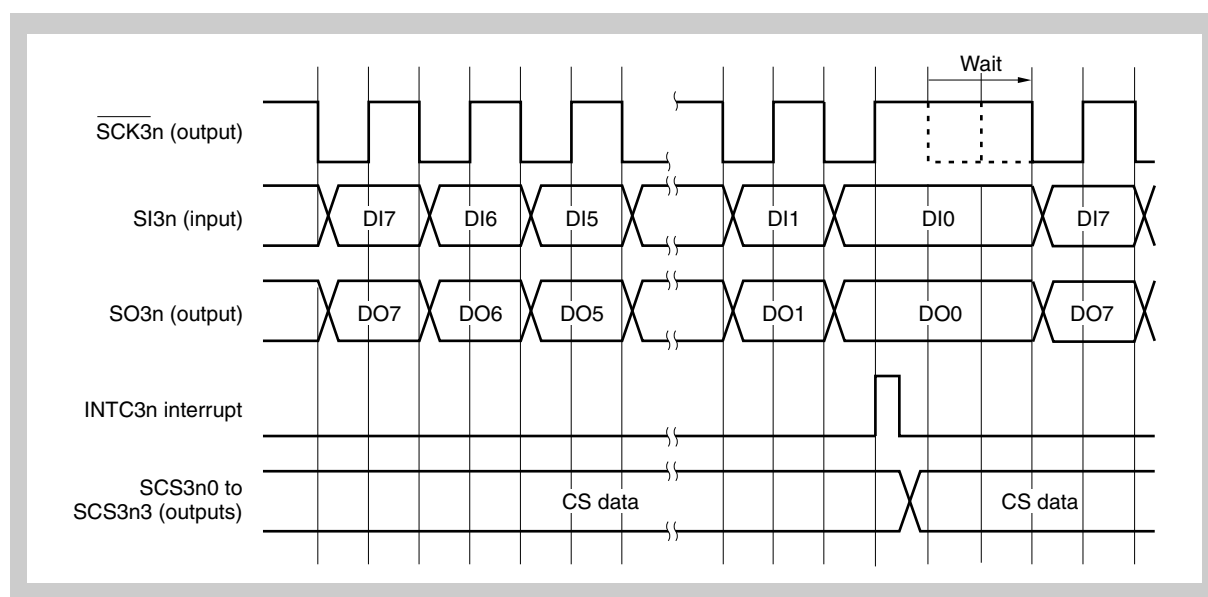 Wait
SCK3n (output)
SI3n (input)
DI7
DI6
DI5
DI1
DI0
DI7
SO3n (output)
DO7
DO6
DO5
DO1
DO0
DO7
INTC3n interrupt
SCS3n0 to
SCS3n3 (outputs)
CS data
CS data